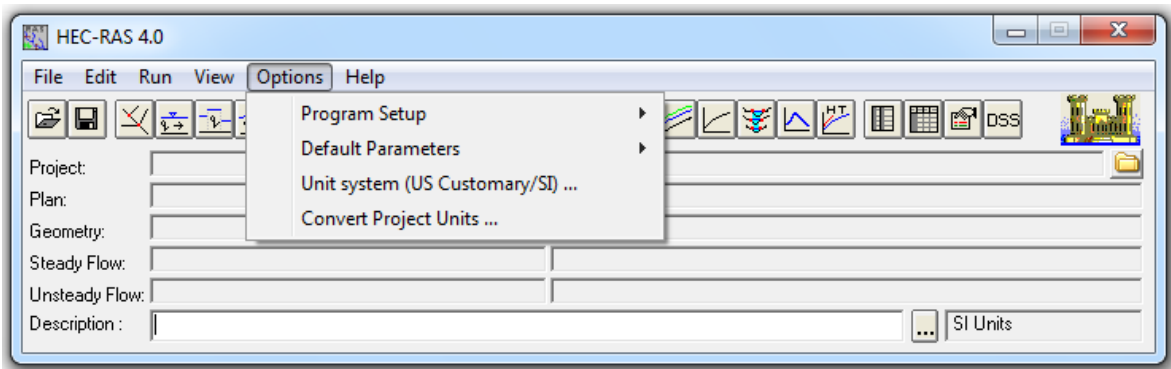 HEC-RAS 4.0
File Edit Run View Options Help
HT DSS
Program Setup
Default Parameters
Unit system (US Customary/SI) ...
Convert Project Units ...
Project:
Plan:
Geometry:
Steady Flow:
Unsteady Flow:
Description : ... SI Units